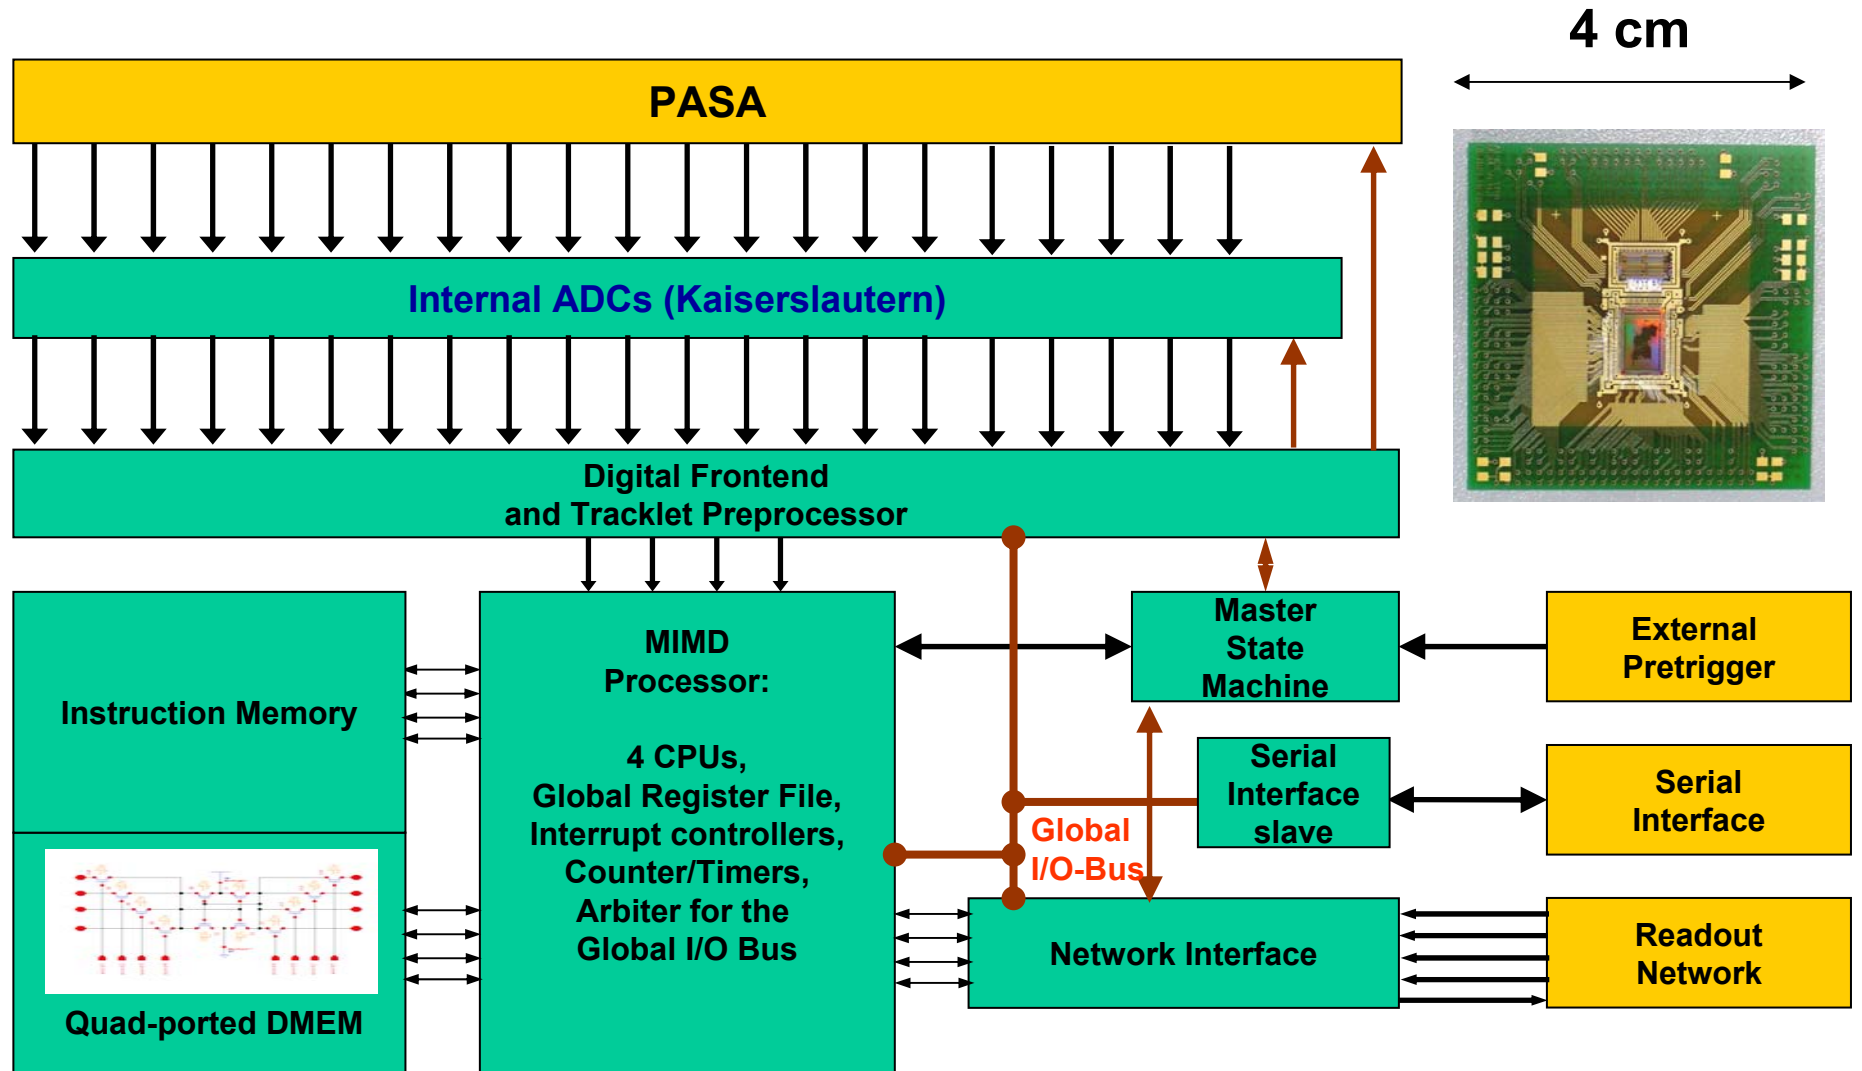 4 cm
PASA
Internal ADCs (Kaiserslautern)
Digital Frontend
and Tracklet Preprocessor
Instruction Memory
Quad-ported DMEM
MIMD
Processor:
4 CPUs,
Global Register File,
Interrupt controllers,
Counter/Timers,
Arbiter for the
Global I/O Bus
Master
State
Machine
External
Pretrigger
Serial
Interface
slave
Serial
Interface
Global
I/O-Bus
Network Interface
Readout
Network